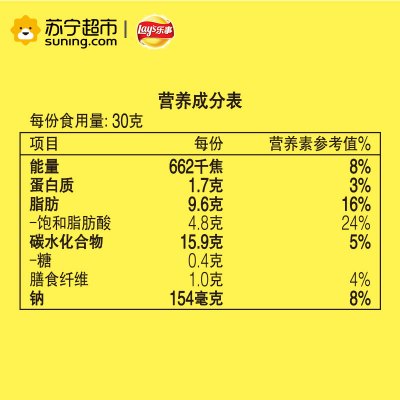 苏宁超市 Lay's乐事
suning.com
营养成分表
每份食用量: 30克
项目 每份 营养素参考值%
能量 662千焦 8%
蛋白质 1.7克 3%
脂肪 9.6克 16%
-饱和脂肪酸 4.8克 24%
碳水化合物 15.9克 5%
-糖 0.4克
膳食纤维 1.0克 4%
钠 154毫克 8%